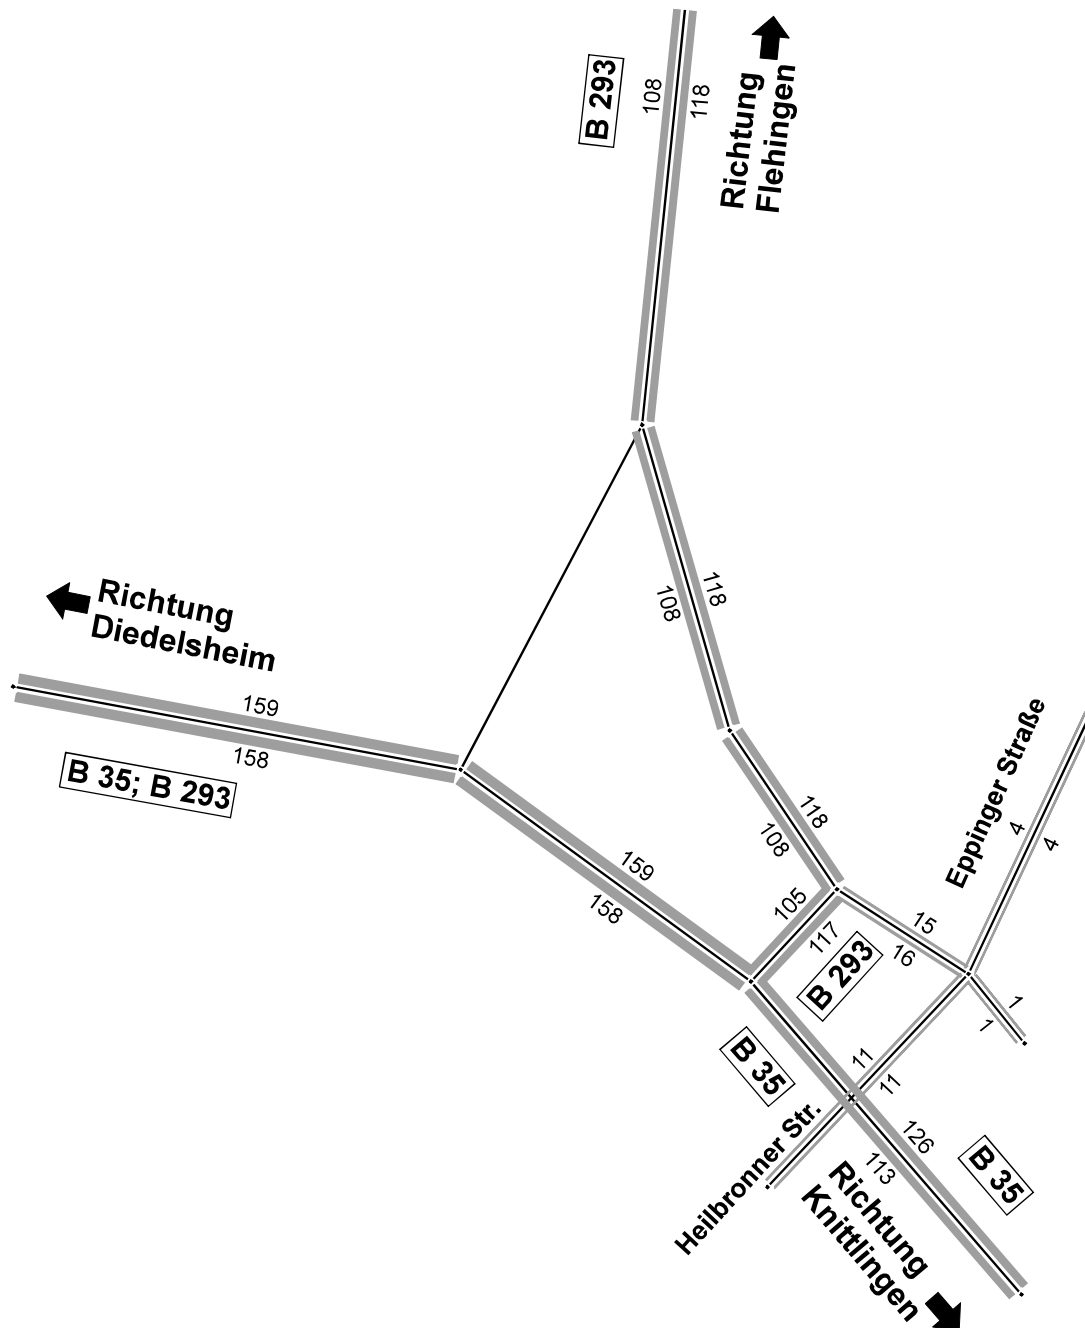 B 293
108
118
Richtung
Flehingen
118
108
Richtung
Diedelsheim
159
158
B 35; B 293
159
158
118
108
Eppinger Straße
4
4
105
117
B 293
15
16
1
1
B 35
11
11
Heilbronner Str.
126
113
B 35
Richtung
Knittlingen